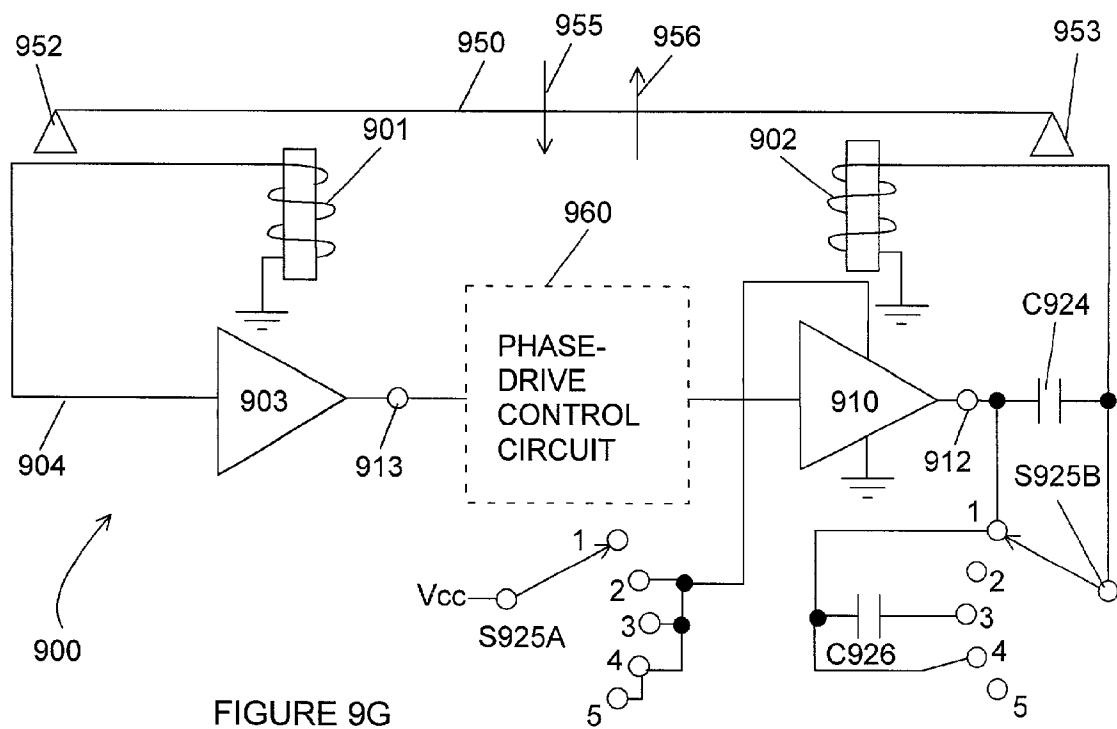 952
950
955
956
953
901
902
960
C924
PHASE-
DRIVE
CONTROL
CIRCUIT
903
910
904
913
912
S925B
1
1
2
2
Vcc
S925A
3
3
C926
4
4
5
5
900
FIGURE 9G